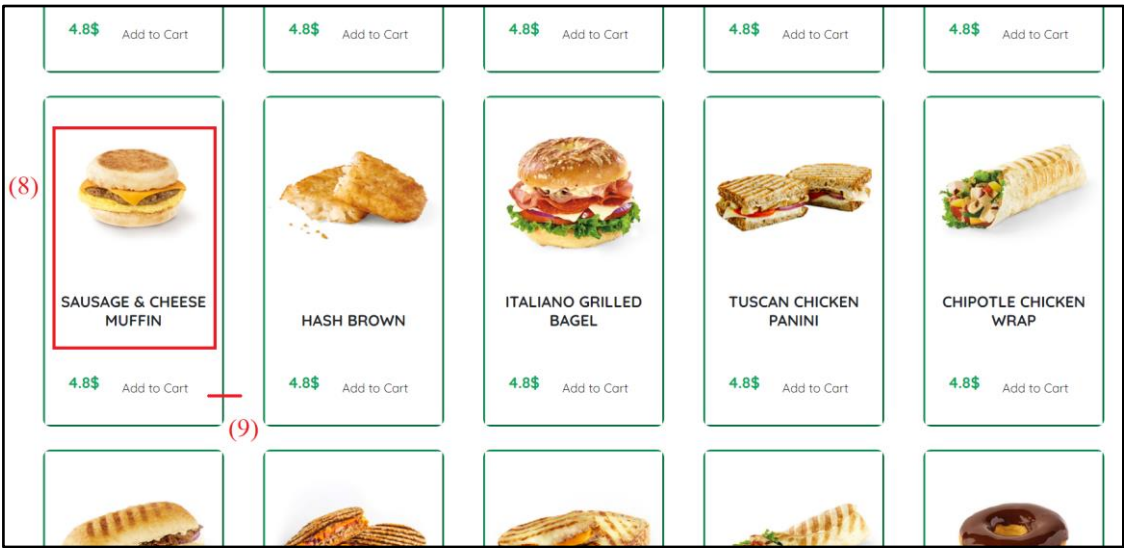 4.8$ Add to Cart 4.8$ Add to Cart 4.8$ Add to Cart 4.8$ Add to Cart 4.8$ Add to Cart
(8)
SAUSAGE & CHEESE
MUFFIN
HASH BROWN
ITALIANO GRILLED
BAGEL
TUSCAN CHICKEN
PANINI
CHIPOTLE CHICKEN
WRAP
4.8$ Add to Cart 4.8$ Add to Cart 4.8$ Add to Cart 4.8$ Add to Cart 4.8$ Add to Cart
(9)